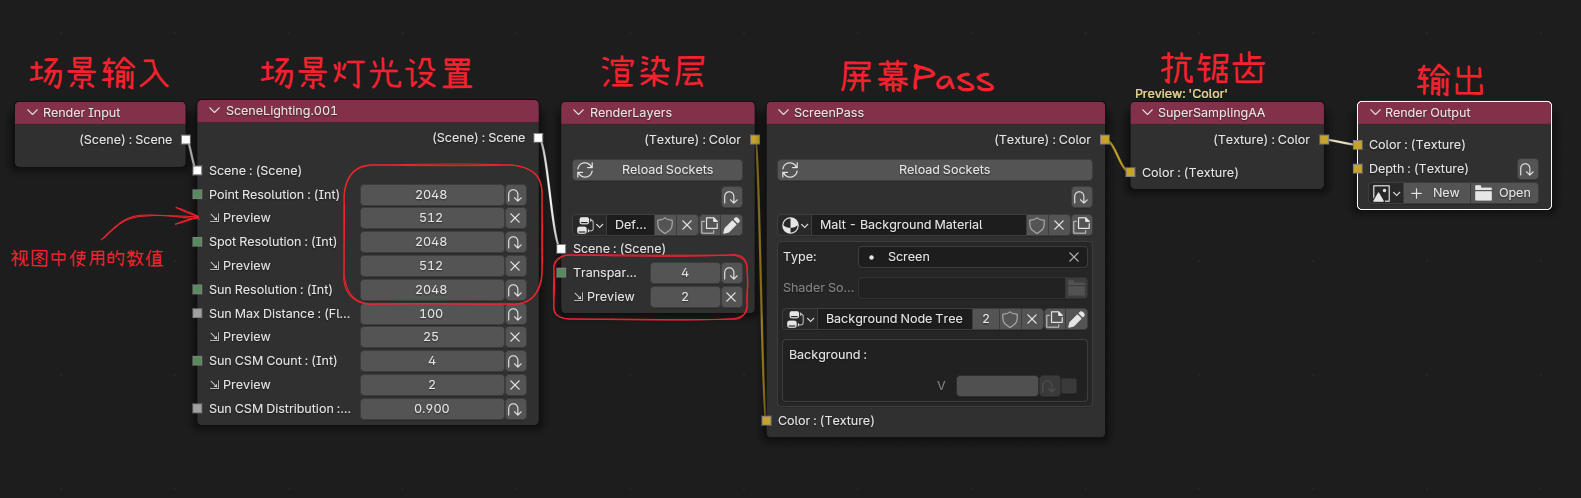 场景输入
Render Input
(Scene) : Scene
场景灯光设置
SceneLighting.001
(Scene) : Scene
Scene : (Scene)
Point Resolution : (Int) 2048
Preview 512
Spot Resolution : (Int) 2048
Preview 512
Sun Resolution : (Int) 2048
Sun Max Distance : (Fl... 100
Preview 25
Sun CSM Count : (Int) 4
Preview 2
Sun CSM Distribution :... 0.900
视图中使用的数值
渲染层
RenderLayers
(Texture) : Color
Reload Sockets
Def...
Scene : (Scene)
Transpar... 4
Preview 2
屏幕Pass
ScreenPass
(Texture) : Color
Reload Sockets
Malt - Background Material
Type: Screen
Shader So...
Background Node Tree 2
Background :
V
Color : (Texture)
抗锯齿
Preview: 'Color'
SuperSamplingAA
(Texture) : Color
Color : (Texture)
输出
Render Output
Color : (Texture)
Depth : (Texture)
New Open